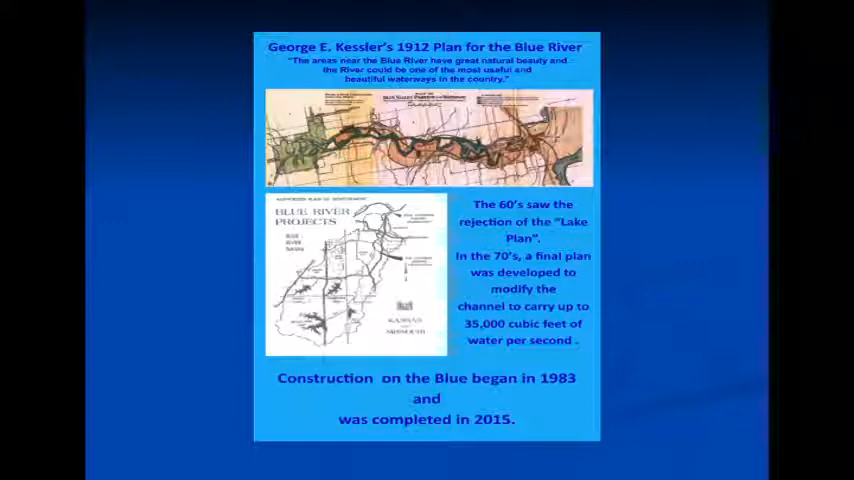 George E. Kessler's 1912 Plan for the Blue River
"The areas near the Blue River have great natural beauty and
the River could be one of the most useful and
beautiful waterways in the country."
BLUE RIVER
PROJECTS
KANSAS
MISSOURI
The 60's saw the
rejection of the "Lake
Plan".
In the 70's, a final plan
was developed to
modify the
channel to carry up to
35,000 cubic feet of
water per second .
Construction on the Blue began in 1983
and
was completed in 2015.